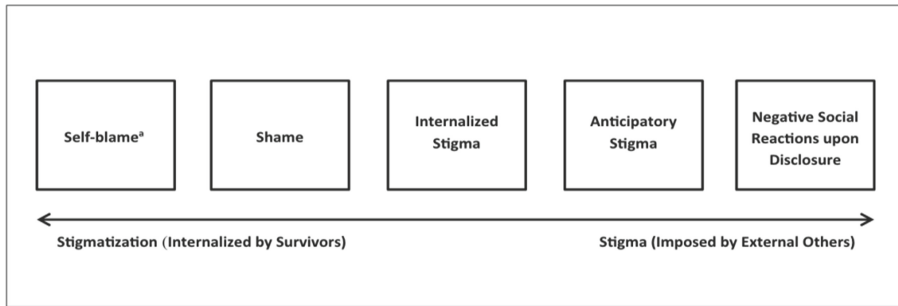 Self-blameᵃ
Shame
Internalized
Stigma
Anticipatory
Stigma
Negative Social
Reactions upon
Disclosure
Stigmatization (Internalized by Survivors)
Stigma (Imposed by External Others)